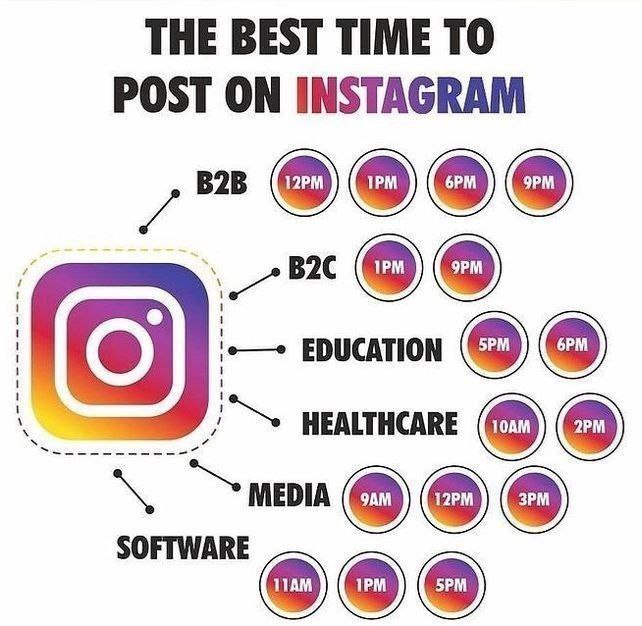 THE BEST TIME TO
POST ON INSTAGRAM
B2B 12PM 1PM 6PM 9PM
B2C 1PM 9PM
EDUCATION 5PM 6PM
HEALTHCARE 10AM 2PM
MEDIA 9AM 12PM 3PM
SOFTWARE
11AM 1PM 5PM